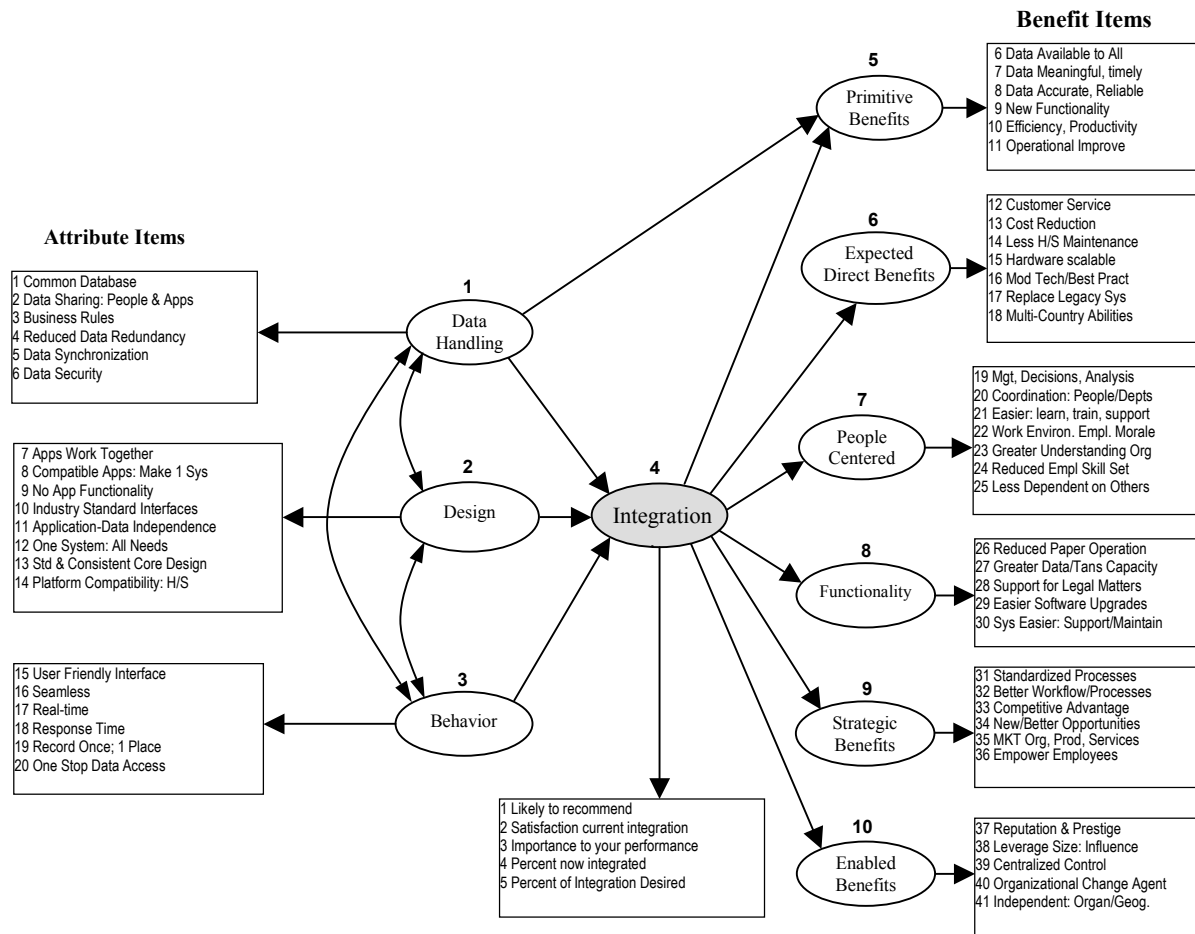 Benefit Items
5
Primitive
Benefits
6 Data Available to All
7 Data Meaningful, timely
8 Data Accurate, Reliable
9 New Functionality
10 Efficiency, Productivity
11 Operational Improve
6
Expected
Direct Benefits
12 Customer Service
13 Cost Reduction
14 Less H/S Maintenance
15 Hardware scalable
16 Mod Tech/Best Pract
17 Replace Legacy Sys
18 Multi-Country Abilities
Attribute Items
1 Common Database
2 Data Sharing: People & Apps
3 Business Rules
4 Reduced Data Redundancy
5 Data Synchronization
6 Data Security
1
Data
Handling
7
People
Centered
19 Mgt, Decisions, Analysis
20 Coordination: People/Depts
21 Easier: learn, train, support
22 Work Environ. Empl. Morale
23 Greater Understanding Org
24 Reduced Empl Skill Set
25 Less Dependent on Others
7 Apps Work Together
8 Compatible Apps: Make 1 Sys
9 No App Functionality
10 Industry Standard Interfaces
11 Application-Data Independence
12 One System: All Needs
13 Std & Consistent Core Design
14 Platform Compatibility: H/S
2
Design
4
Integration
8
Functionality
26 Reduced Paper Operation
27 Greater Data/Tans Capacity
28 Support for Legal Matters
29 Easier Software Upgrades
30 Sys Easier: Support/Maintain
15 User Friendly Interface
16 Seamless
17 Real-time
18 Response Time
19 Record Once; 1 Place
20 One Stop Data Access
3
Behavior
9
Strategic
Benefits
31 Standardized Processes
32 Better Workflow/Processes
33 Competitive Advantage
34 New/Better Opportunities
35 MKT Org, Prod, Services
36 Empower Employees
1 Likely to recommend
2 Satisfaction current integration
3 Importance to your performance
4 Percent now integrated
5 Percent of Integration Desired
10
Enabled
Benefits
37 Reputation & Prestige
38 Leverage Size: Influence
39 Centralized Control
40 Organizational Change Agent
41 Independent: Organ/Geog.